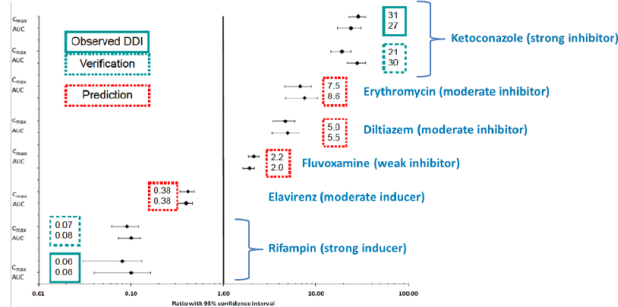 Cmax
AUC
31
27
Ketoconazole (strong inhibitor)
Observed DDI
Verification
Prediction
Cmax
AUC
21
30
Cmax
AUC
7.5
8.6
Erythromycin (moderate inhibitor)
Cmax
AUC
5.0
5.5
Diltiazem (moderate inhibitor)
Cmax
AUC
2.2
2.0
Fluvoxamine (weak inhibitor)
Cmax
AUC
0.38
0.38
Elavirenz (moderate inducer)
Cmax
AUC
0.07
0.08
Rifampin (strong inducer)
Cmax
AUC
0.06
0.08
0.01 0.10 1.00 10.00 100.00
Ratio with 95% confidence interval